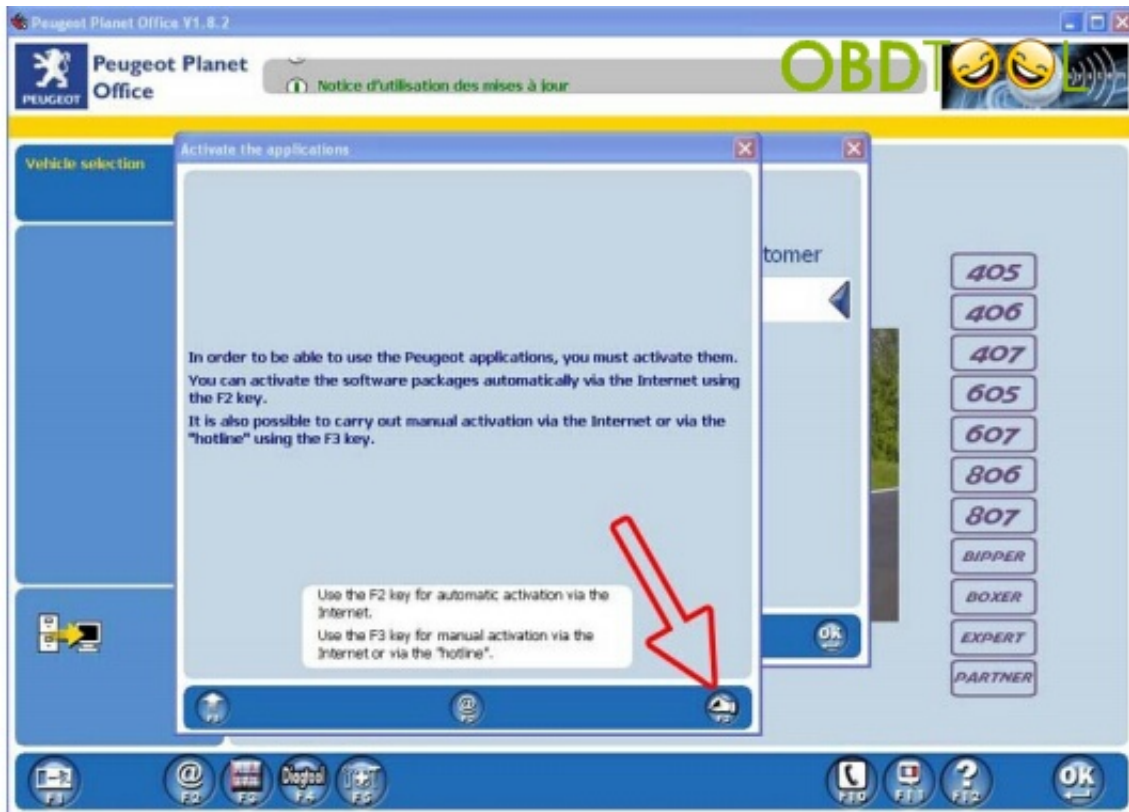 Peugeot Planet Office V1.8.2
Peugeot Planet
Office
PEUGEOT
Notice d'utilisation des mises à jour
OBDTOOL
Vehicle selection
Activate the applications
tomer
In order to be able to use the Peugeot applications, you must activate them.
You can activate the software packages automatically via the Internet using
the F2 key.
It is also possible to carry out manual activation via the Internet or via the
"hotline" using the F3 key.
Use the F2 key for automatic activation via the
Internet.
Use the F3 key for manual activation via the
Internet or via the "hotline".
F1
@
F2
F3
ok
405
406
407
605
607
806
807
BIPPER
BOXER
EXPERT
PARTNER
F1
@
F2
F3
Diagtool
F4
F5
F10
F11
?
F12
OK